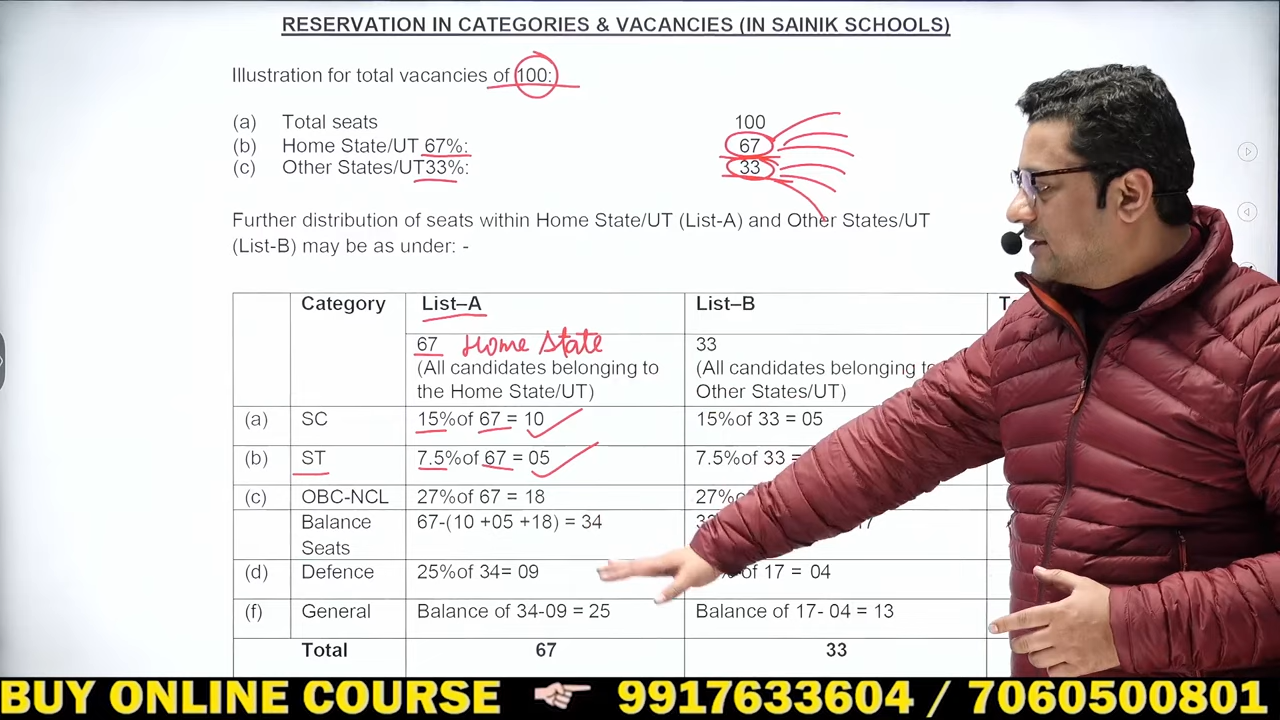 RESERVATION IN CATEGORIES & VACANCIES (IN SAINIK SCHOOLS)
Illustration for total vacancies of 100:
(a) Total seats 100
(b) Home State/UT 67%: 67
(c) Other States/UT33%: 33
Further distribution of seats within Home State/UT (List-A) and Other States/UT
(List-B) may be as under: -
Category List–A List–B
67 Home State 33
(All candidates belonging to (All candidates belonging
the Home State/UT) Other States/UT)
(a) SC 15%of 67 = 10 15%of 33 = 05
(b) ST 7.5%of 67 = 05 7.5%of 33 =
(c) OBC-NCL 27%of 67 = 18 27%
Balance 67-(10 +05 +18) = 34
Seats
(d) Defence 25%of 34= 09 of 17 = 04
(f) General Balance of 34-09 = 25 Balance of 17- 04 = 13
Total 67 33
BUY ONLINE COURSE 9917633604 / 7060500801